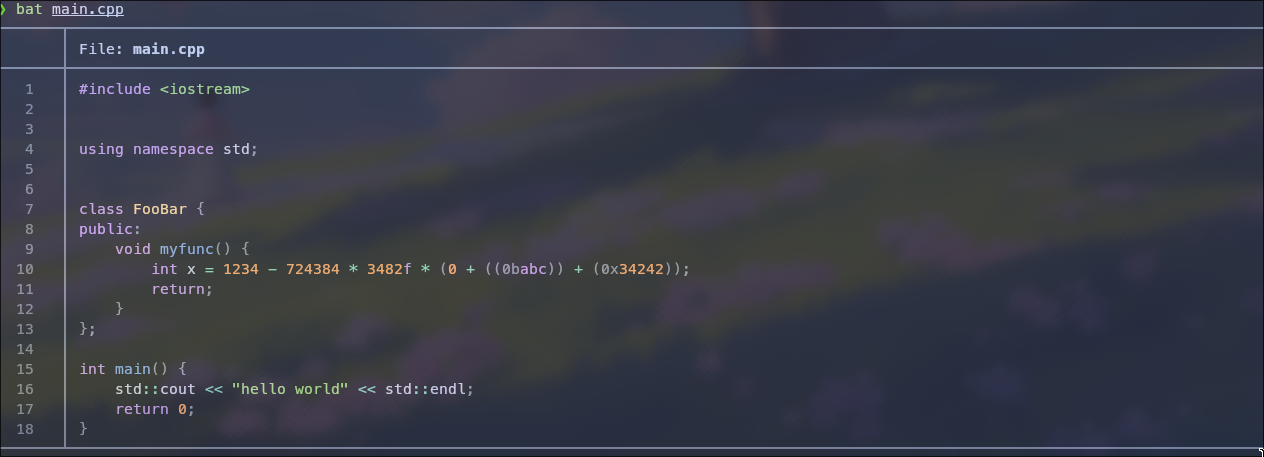 ❯ bat main.cpp
File: main.cpp
1 #include <iostream>
2
3
4 using namespace std;
5
6
7 class FooBar {
8 public:
9     void myfunc() {
10         int x = 1234 - 724384 * 3482f * (0 + ((0babc)) + (0x34242));
11         return;
12     }
13 };
14
15 int main() {
16     std::cout << "hello world" << std::endl;
17     return 0;
18 }